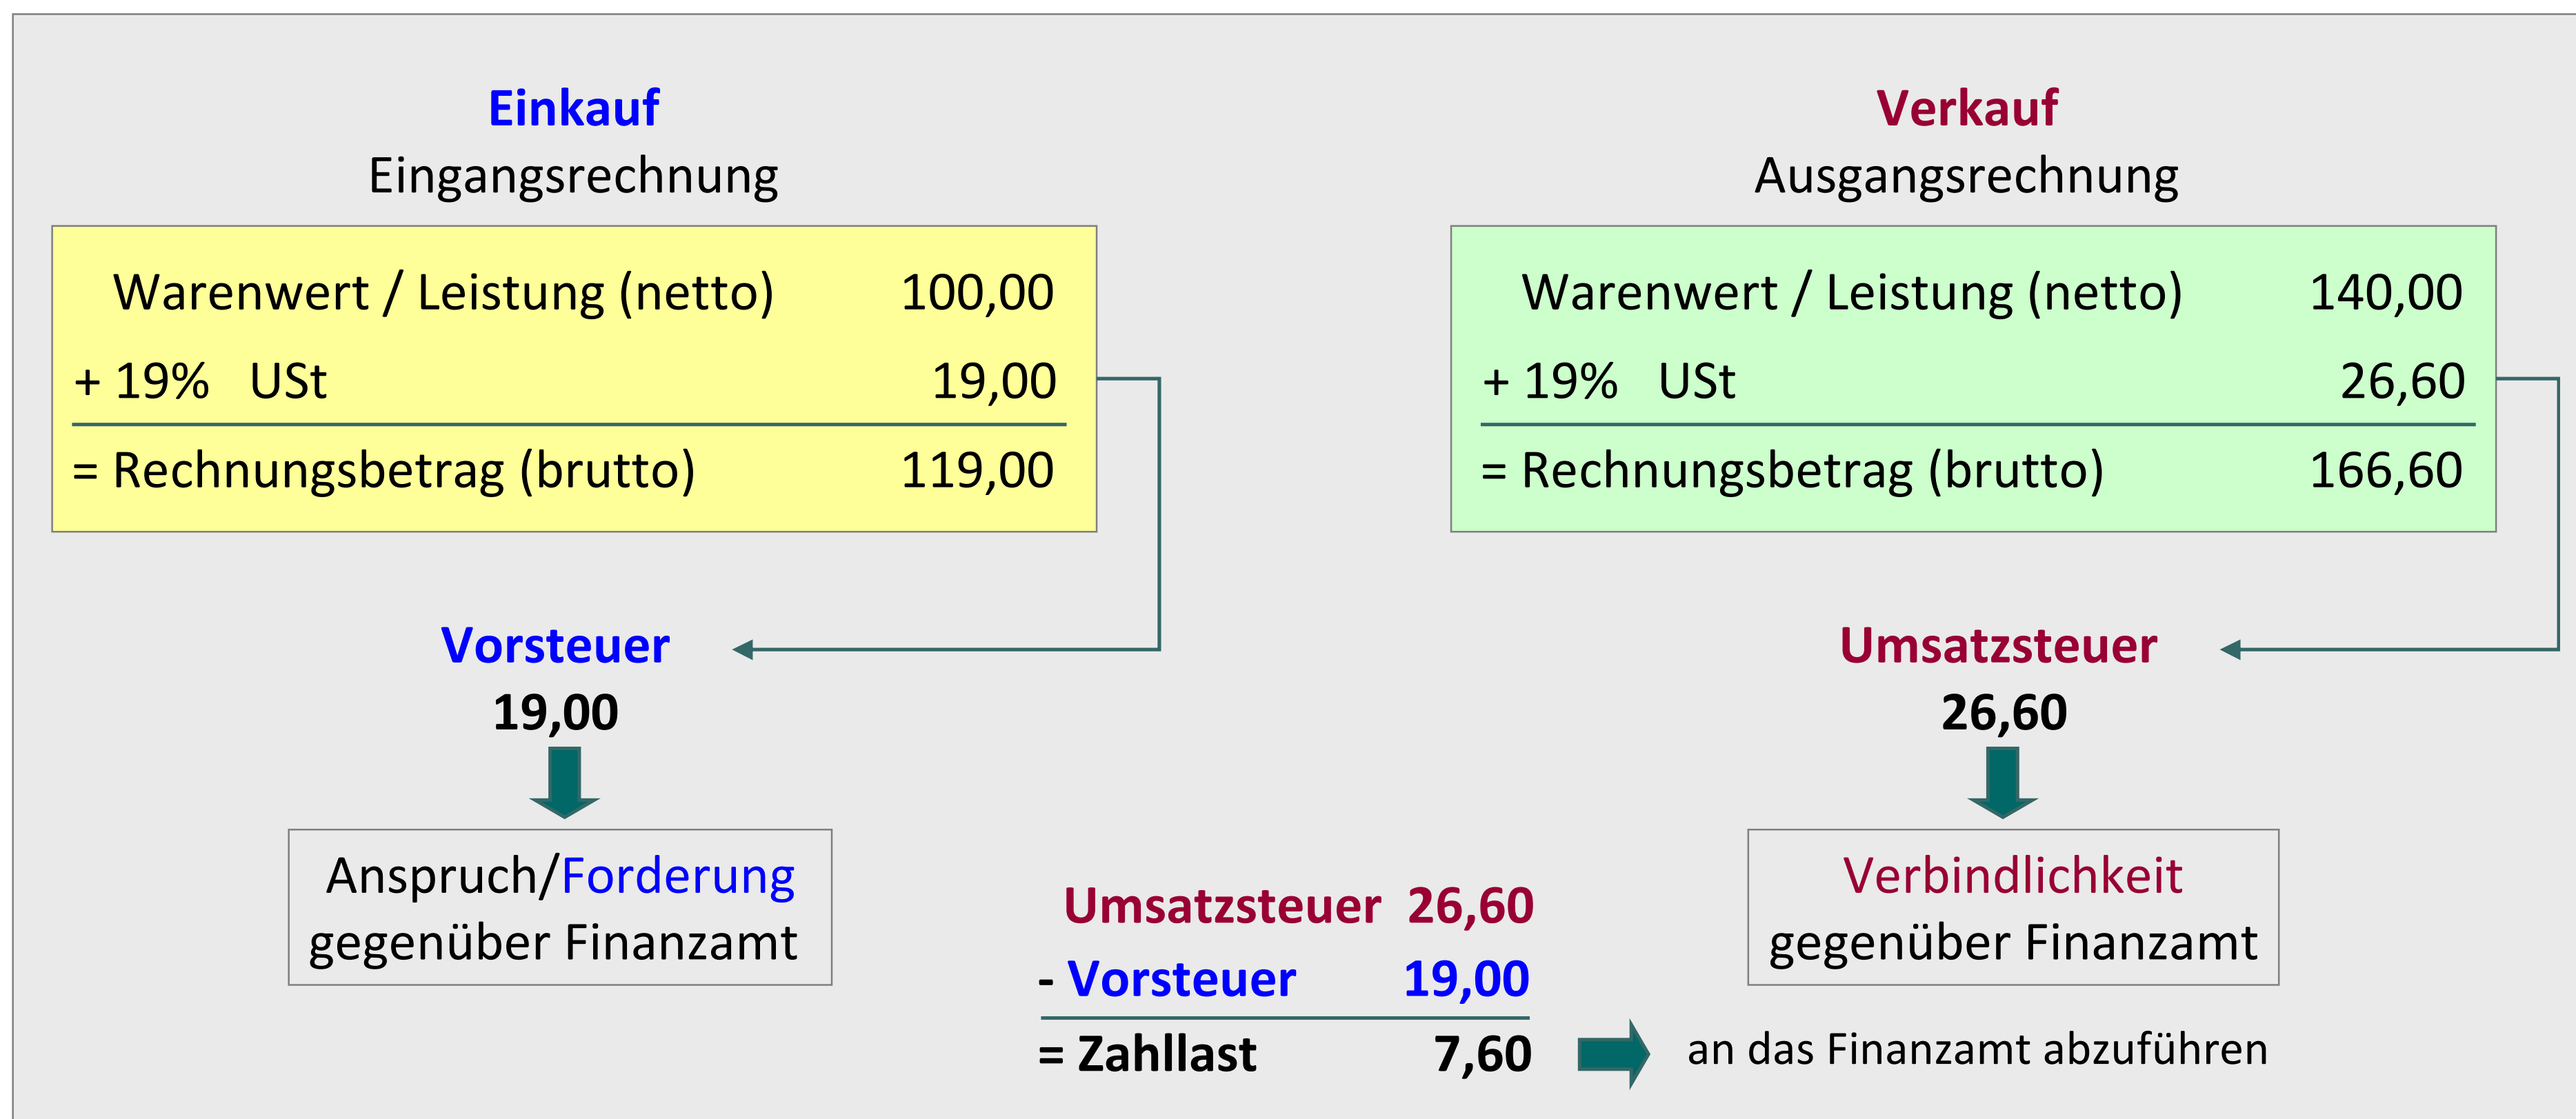 Einkauf
Eingangsrechnung
Warenwert / Leistung (netto) 100,00
+ 19% USt 19,00
= Rechnungsbetrag (brutto) 119,00
Vorsteuer
19,00
Anspruch/Forderung
gegenüber Finanzamt
Verkauf
Ausgangsrechnung
Warenwert / Leistung (netto) 140,00
+ 19% USt 26,60
= Rechnungsbetrag (brutto) 166,60
Umsatzsteuer
26,60
Verbindlichkeit
gegenüber Finanzamt
Umsatzsteuer 26,60
- Vorsteuer 19,00
= Zahllast 7,60
an das Finanzamt abzuführen